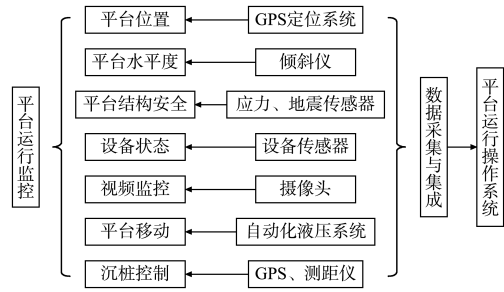 平台运行监控
平台位置
GPS定位系统
平台水平度
倾斜仪
平台结构安全
应力、地震传感器
设备状态
设备传感器
视频监控
摄像头
平台移动
自动化液压系统
沉桩控制
GPS、测距仪
数据采集与集成
平台运行操作系统